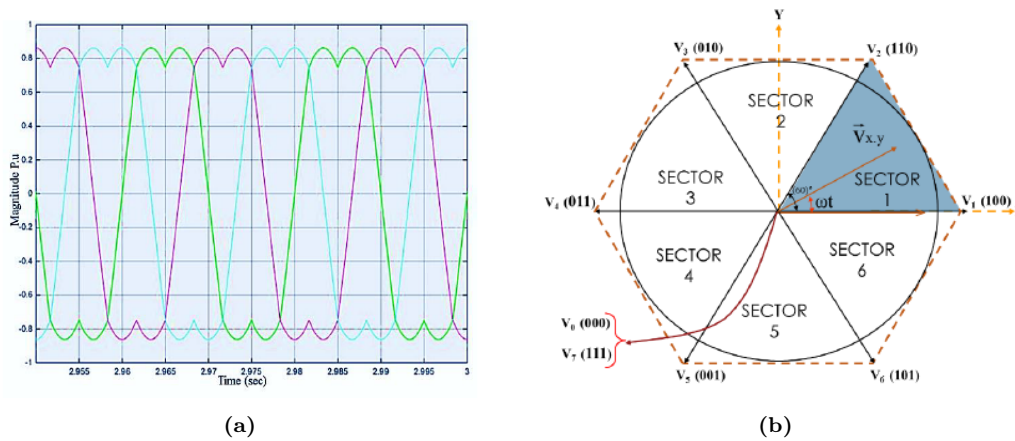 1
0.8
0.6
0.4
0.2
0
-0.2
-0.4
-0.6
-0.8
-1
Magnitude P.u
2.955 2.96 2.965 2.97 2.975 2.98 2.985 2.99 2.995 3
Time (sec)
(a)
Y
V₃ (010)
V₂ (110)
SECTOR
2
V⃗x.y
SECTOR
3
(60)°
SECTOR
1
ωt
V₄ (011)
V₁ (100)
SECTOR
4
SECTOR
6
SECTOR
5
V₀ (000)
V₇ (111)
V₅ (001)
V₆ (101)
(b)